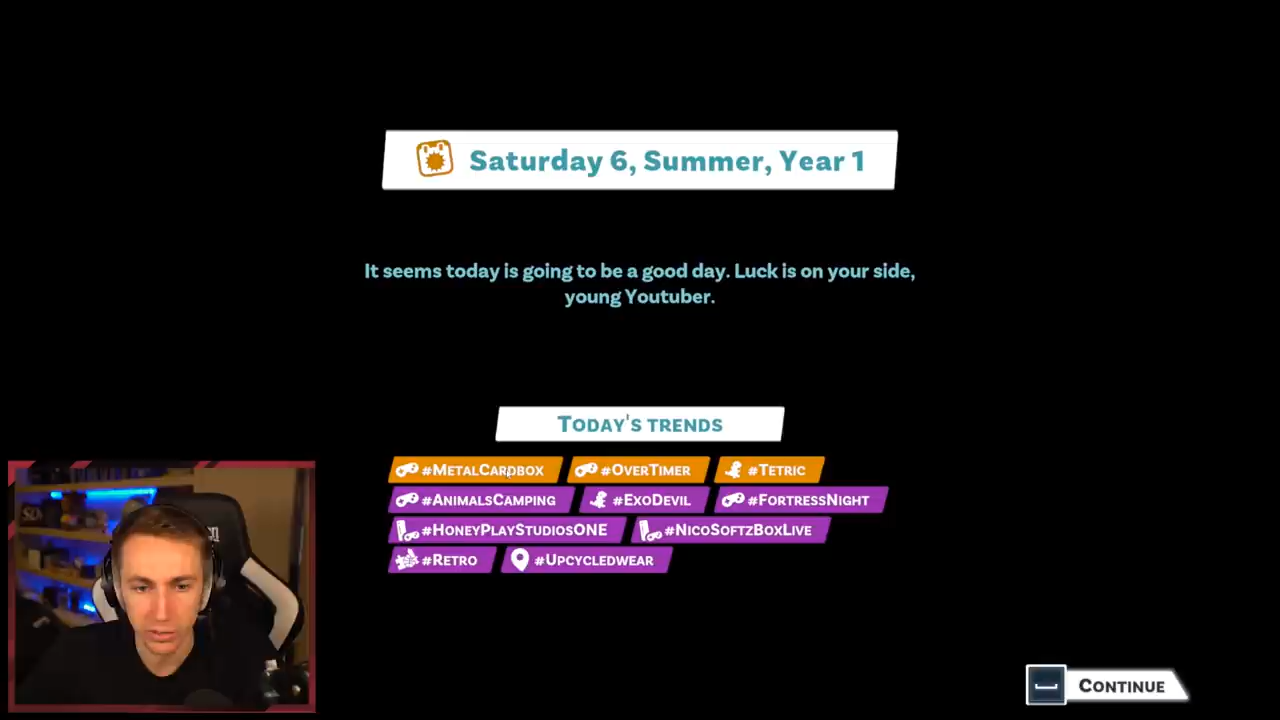 Saturday 6, Summer, Year 1
It seems today is going to be a good day. Luck is on your side,
young Youtuber.
Today's trends
#MetalCardbox #OverTimer #Tetric
#AnimalsCamping #ExoDevil #FortressNight
#HoneyPlayStudiosONE #NicoSoftzBoxLive
#Retro #Upcycledwear
Continue